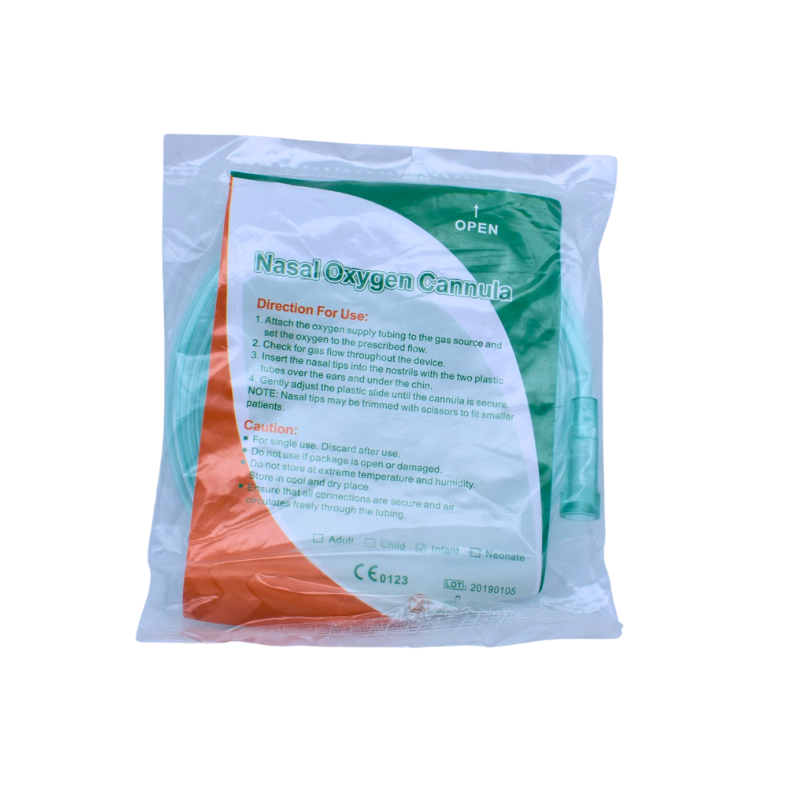 ↑
OPEN
Nasal Oxygen Cannula
Direction For Use:
1. Attach the oxygen supply tubing to the gas source and
set the oxygen to the prescribed flow.
2. Check for gas flow throughout the device.
3. Insert the nasal tips into the nostrils with the two plastic
tubes over the ears and under the chin.
4. Gently adjust the plastic slide until the cannula is secure.
NOTE: Nasal tips may be trimmed with scissors to fit smaller
patients.
Caution:
• For single use. Discard after use.
• Do not use if package is open or damaged.
• Do not store at extreme temperature and humidity.
Store in cool and dry place.
• Ensure that all connections are secure and air
circulates freely through the tubing.
☐ Adult ☐ Child ☑ Infant ☐ Neonate
CE 0123
LOT: 20190105